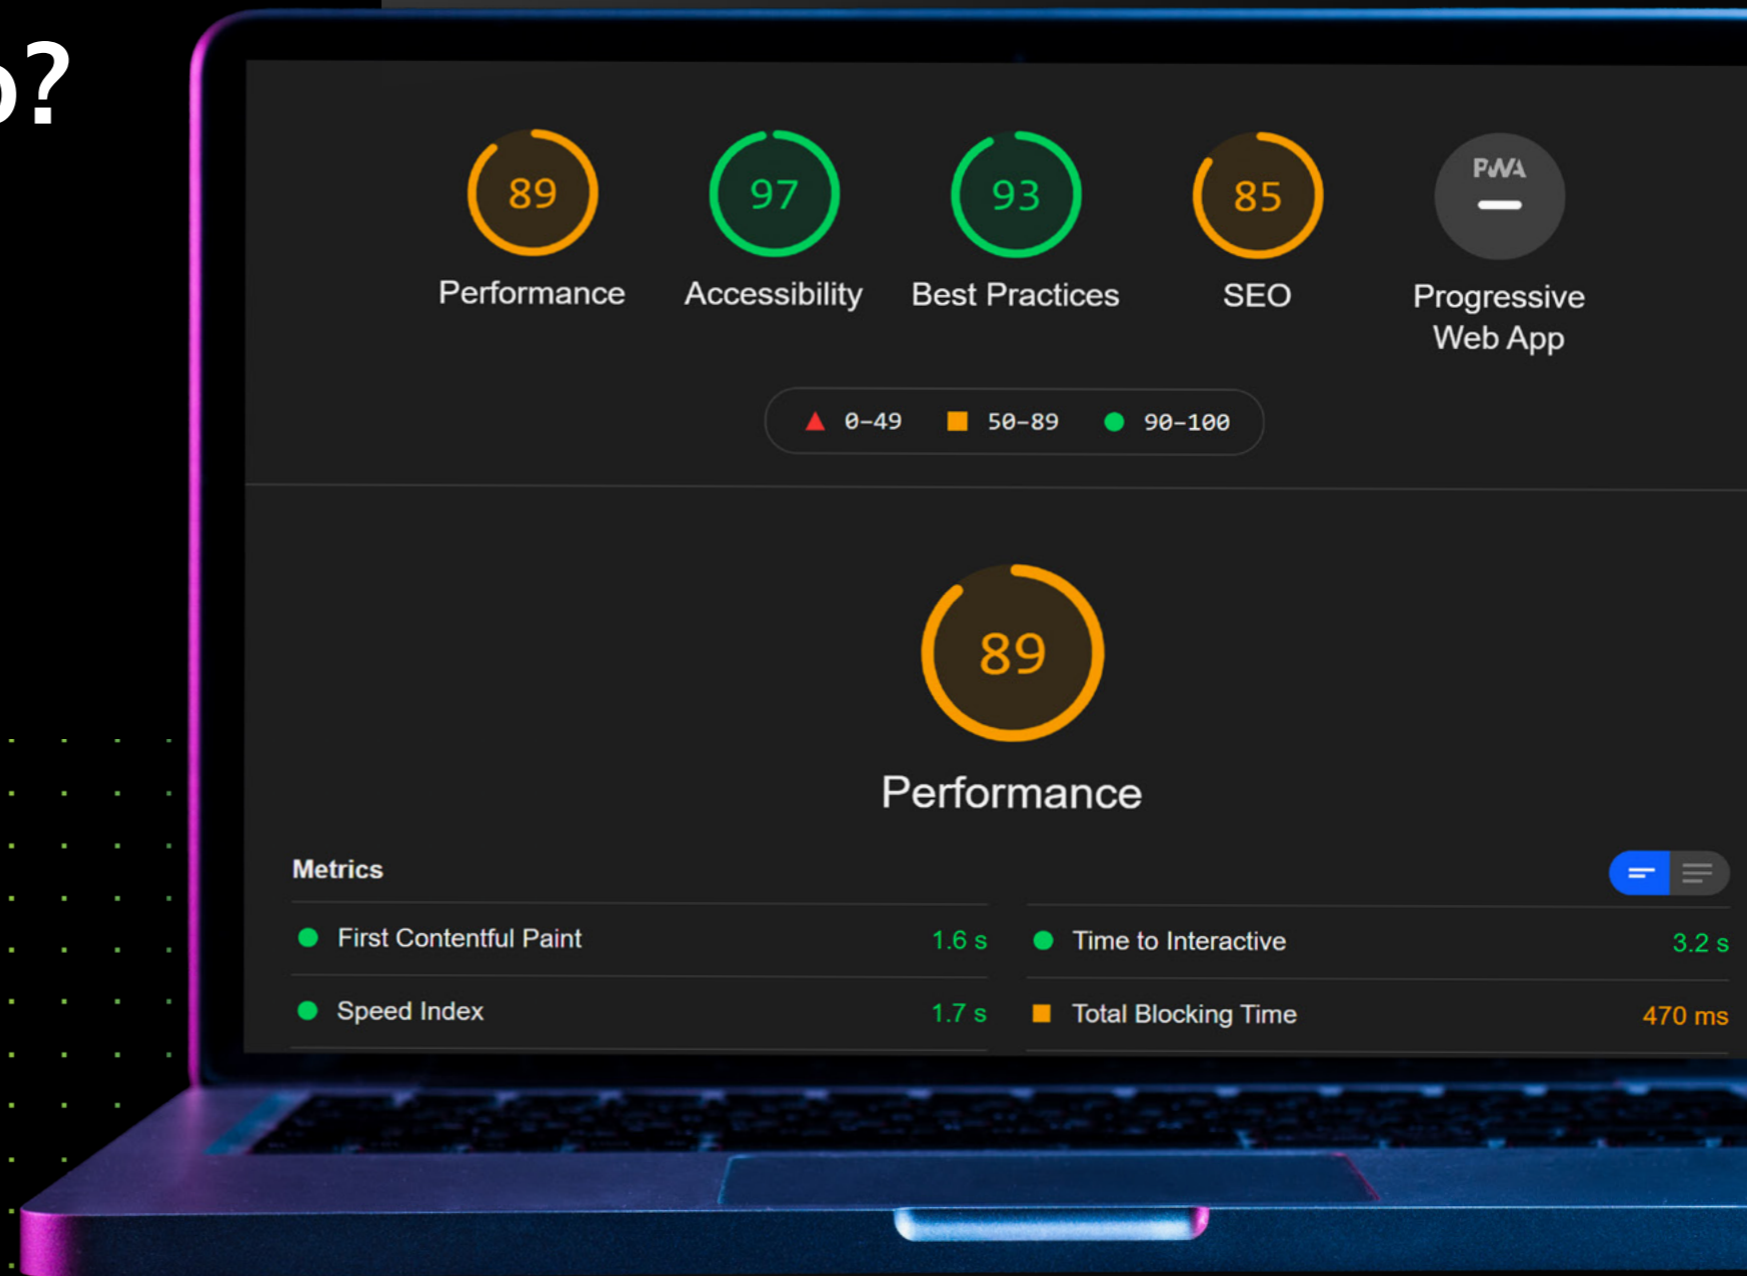 o?
89
97
93
85
PWA
Performance
Accessibility
Best Practices
SEO
Progressive
Web App
0–49
50–89
90–100
89
Performance
Metrics
First Contentful Paint
1.6 s
Time to Interactive
3.2 s
Speed Index
1.7 s
Total Blocking Time
470 ms